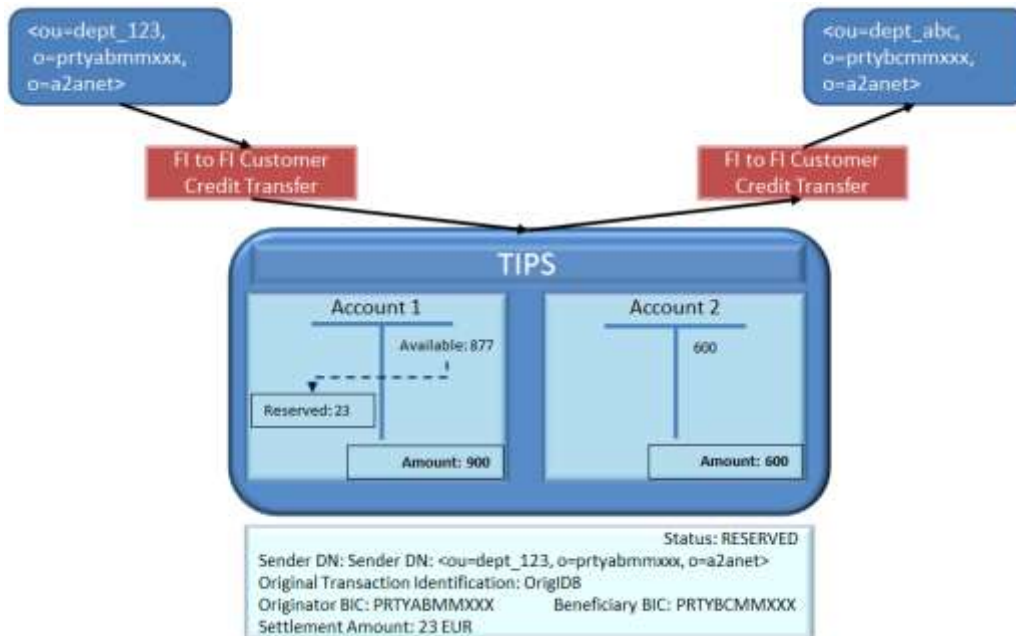 <ou=dept_123,
o=prtyabmmxxx,
o=a2anet>
<ou=dept_abc,
o=prtybcmmxxx,
o=a2anet>
FI to FI Customer
Credit Transfer
FI to FI Customer
Credit Transfer
TIPS
Account 1
Available: 877
Reserved: 23
Amount: 900
Account 2
600
Amount: 600
Status: RESERVED
Sender DN: Sender DN: <ou=dept_123, o=prtyabmmxxx, o=a2anet>
Original Transaction Identification: OrigIDB
Originator BIC: PRTYABMMXXX Beneficiary BIC: PRTYBCMMXXX
Settlement Amount: 23 EUR